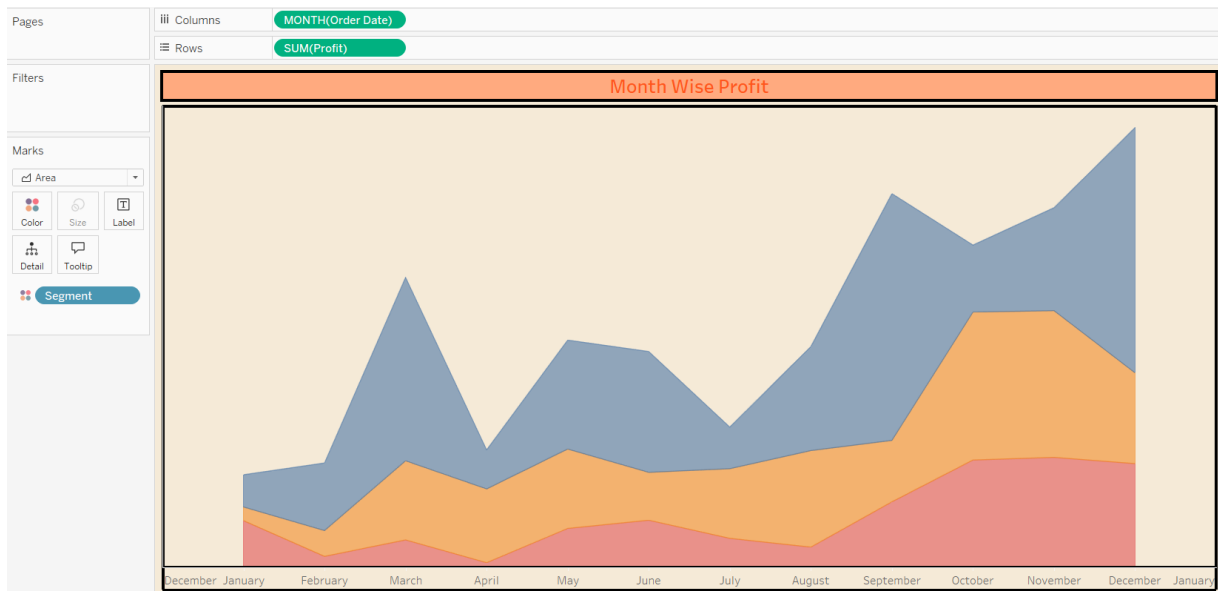 Pages
Columns MONTH(Order Date)
Rows SUM(Profit)
Filters
Month Wise Profit
Marks
Area
Color Size Label
Detail Tooltip
Segment
December January February March April May June July August September October November December January